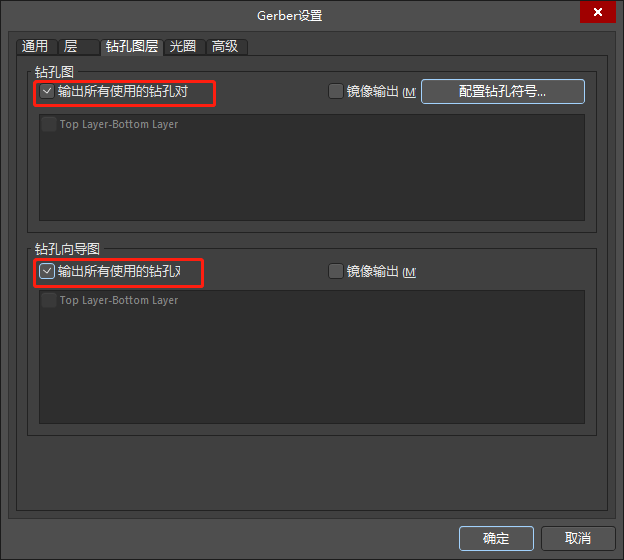 Gerber设置
通用 层 钻孔图层 光圈 高级
钻孔图
输出所有使用的钻孔对 镜像输出 (M 配置钻孔符号...
Top Layer-Bottom Layer
钻孔向导图
输出所有使用的钻孔 镜像输出 (M
Top Layer-Bottom Layer
确定 取消